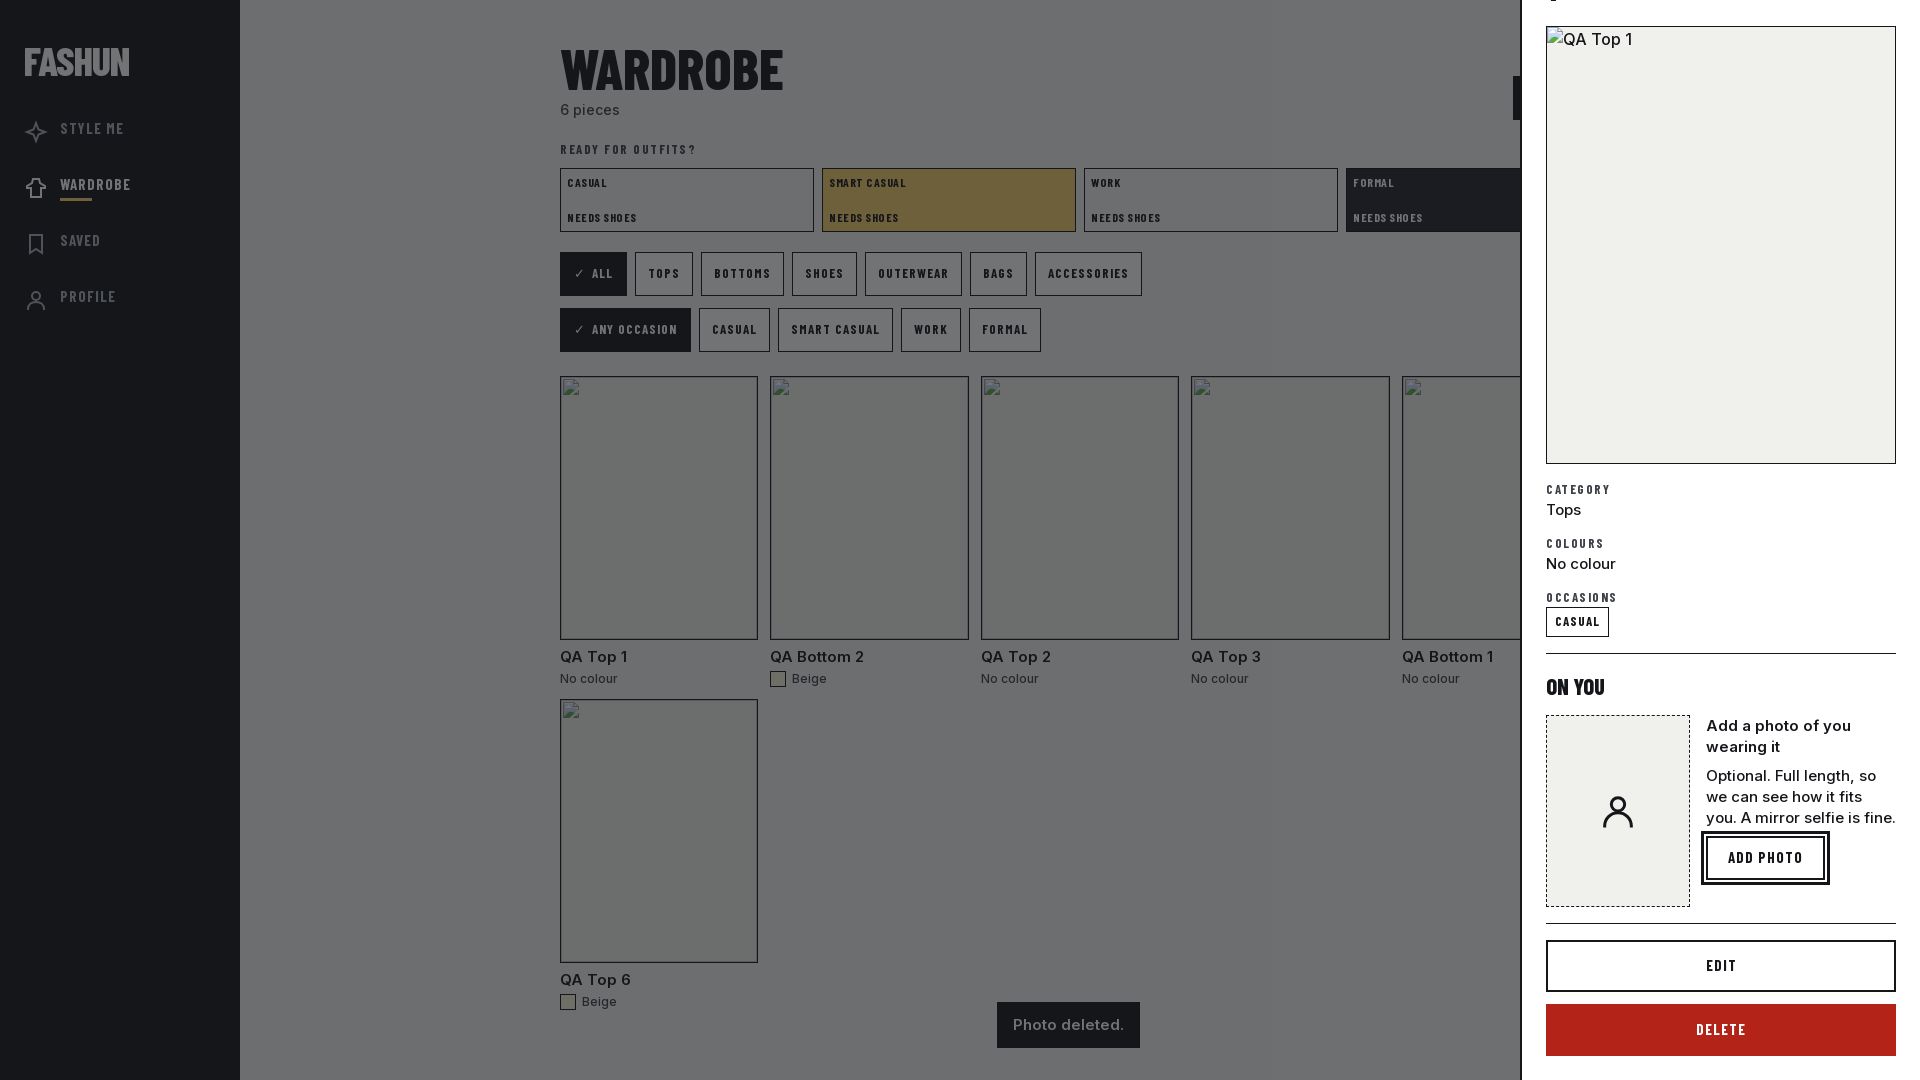 FASHUN
STYLE ME
WARDROBE
SAVED
PROFILE
WARDROBE
6 pieces
READY FOR OUTFITS?
CASUAL
NEEDS SHOES
SMART CASUAL
NEEDS SHOES
WORK
NEEDS SHOES
FORMAL
NEEDS SHOES
✓ ALL
TOPS
BOTTOMS
SHOES
OUTERWEAR
BAGS
ACCESSORIES
✓ ANY OCCASION
CASUAL
SMART CASUAL
WORK
FORMAL
QA Top 1
No colour
QA Bottom 2
Beige
QA Top 2
No colour
QA Top 3
No colour
QA Bottom 1
No colour
QA Top 6
Beige
Photo deleted.
QA Top 1
CATEGORY
Tops
COLOURS
No colour
OCCASIONS
CASUAL
ON YOU
Add a photo of you
wearing it
Optional. Full length, so
we can see how it fits
you. A mirror selfie is fine.
ADD PHOTO
EDIT
DELETE